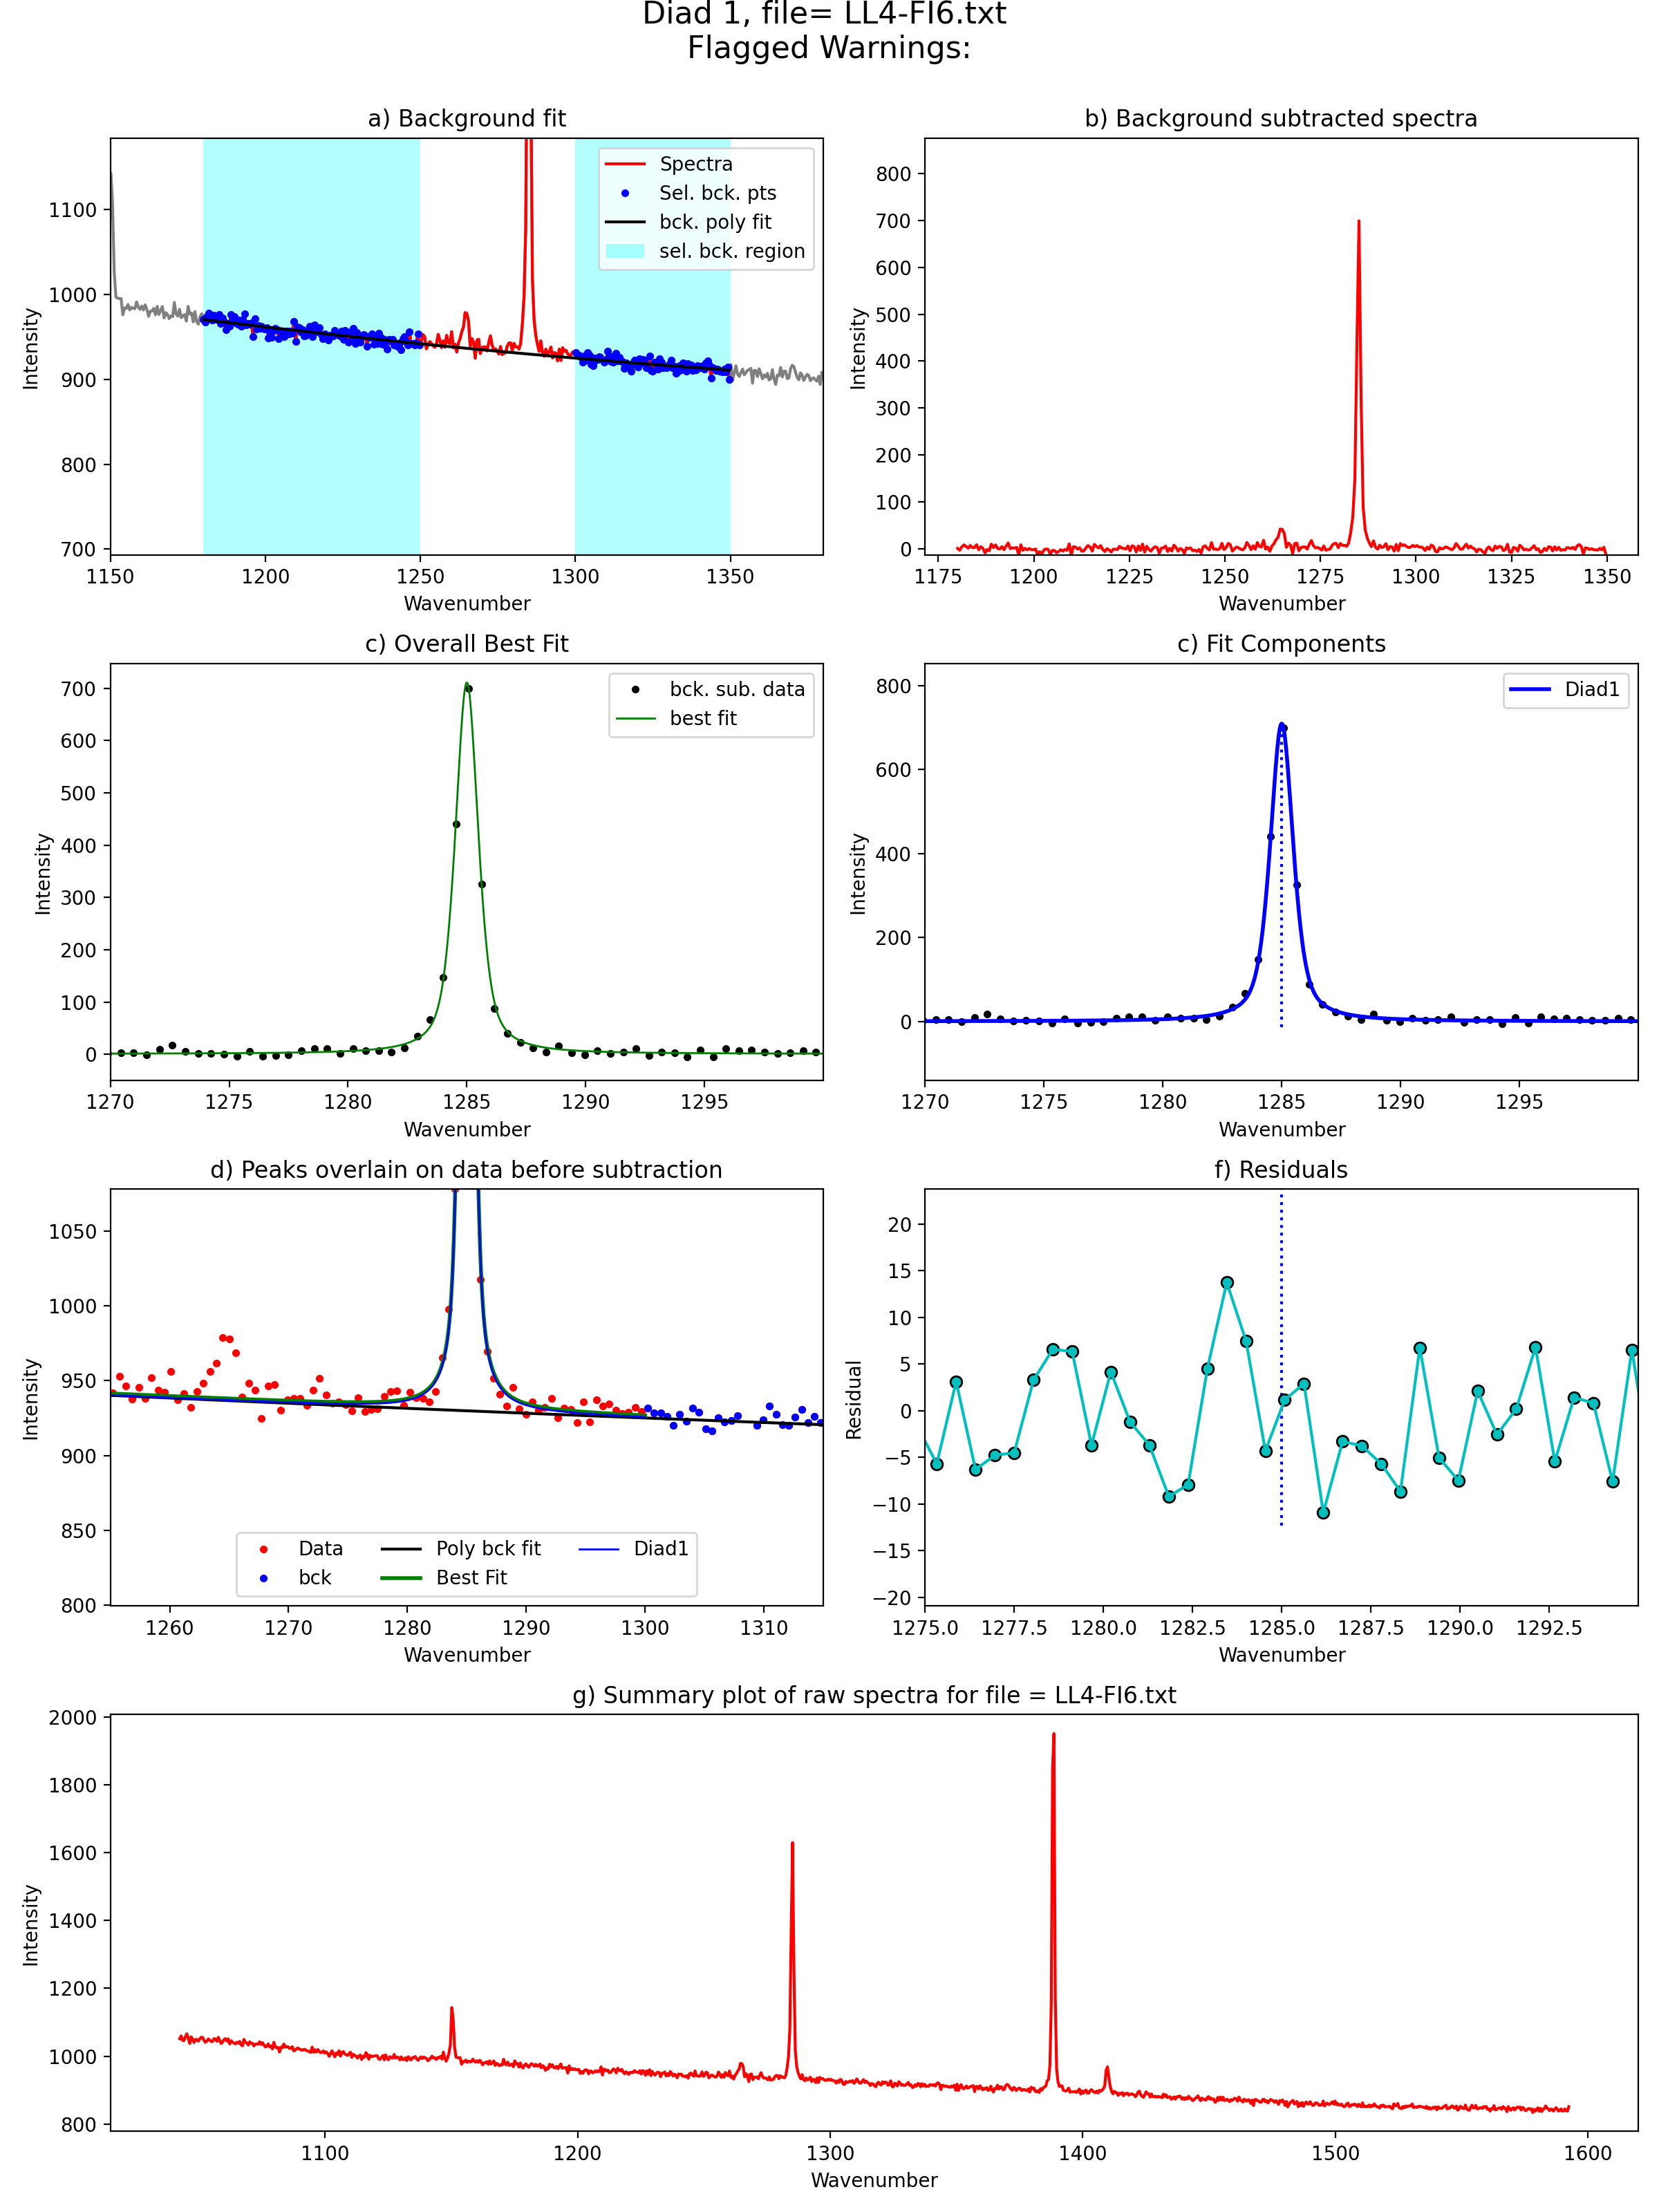 Diad 1, file= LL4-FI6.txt
Flagged Warnings:
a) Background fit
Intensity
1100
1000
900
800
700
Spectra
Sel. bck. pts
bck. poly fit
sel. bck. region
1150 1200 1250 1300 1350
Wavenumber
b) Background subtracted spectra
Intensity
800
700
600
500
400
300
200
100
0
1175 1200 1225 1250 1275 1300 1325 1350
Wavenumber
c) Overall Best Fit
Intensity
700
600
500
400
300
200
100
0
bck. sub. data
best fit
1270 1275 1280 1285 1290 1295
Wavenumber
c) Fit Components
Intensity
800
600
400
200
0
Diad1
1270 1275 1280 1285 1290 1295
Wavenumber
d) Peaks overlain on data before subtraction
Intensity
1050
1000
950
900
850
800
Data Poly bck fit Diad1
bck Best Fit
1260 1270 1280 1290 1300 1310
Wavenumber
f) Residuals
Residual
20
15
10
5
0
−5
−10
−15
−20
1275.0 1277.5 1280.0 1282.5 1285.0 1287.5 1290.0 1292.5
Wavenumber
g) Summary plot of raw spectra for file = LL4-FI6.txt
Intensity
2000
1800
1600
1400
1200
1000
800
1100 1200 1300 1400 1500 1600
Wavenumber